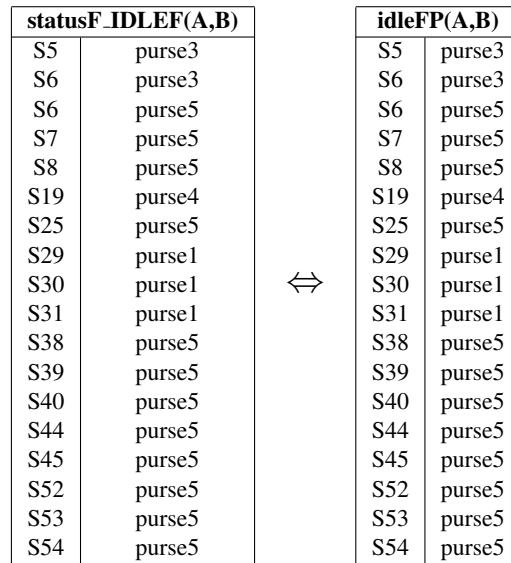 statusF_IDLEF(A,B) idleFP(A,B)
S5 purse3 S5 purse3
S6 purse3 S6 purse3
S6 purse5 S6 purse5
S7 purse5 S7 purse5
S8 purse5 S8 purse5
S19 purse4 S19 purse4
S25 purse5 S25 purse5
S29 purse1 S29 purse1
S30 purse1 ⇔ S30 purse1
S31 purse1 S31 purse1
S38 purse5 S38 purse5
S39 purse5 S39 purse5
S40 purse5 S40 purse5
S44 purse5 S44 purse5
S45 purse5 S45 purse5
S52 purse5 S52 purse5
S53 purse5 S53 purse5
S54 purse5 S54 purse5